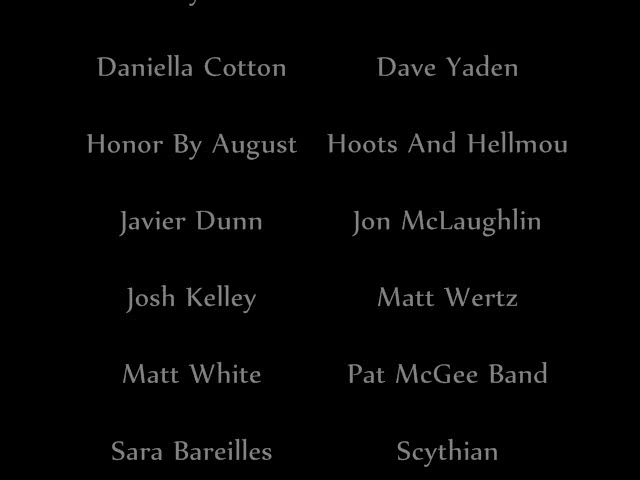 Daniella Cotton Dave Yaden
Honor By August Hoots And Hellmou
Javier Dunn Jon McLaughlin
Josh Kelley Matt Wertz
Matt White Pat McGee Band
Sara Bareilles Scythian